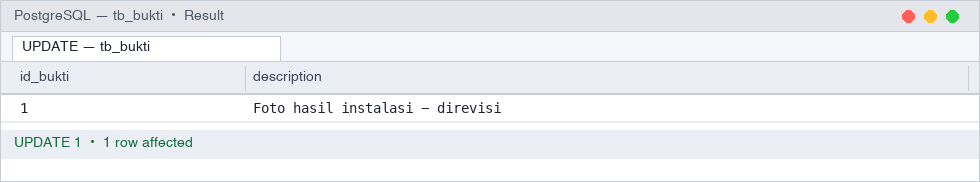 PostgreSQL — tb_bukti • Result
UPDATE — tb_bukti
id_bukti description
1 Foto hasil instalasi – direvisi
UPDATE 1 • 1 row affected